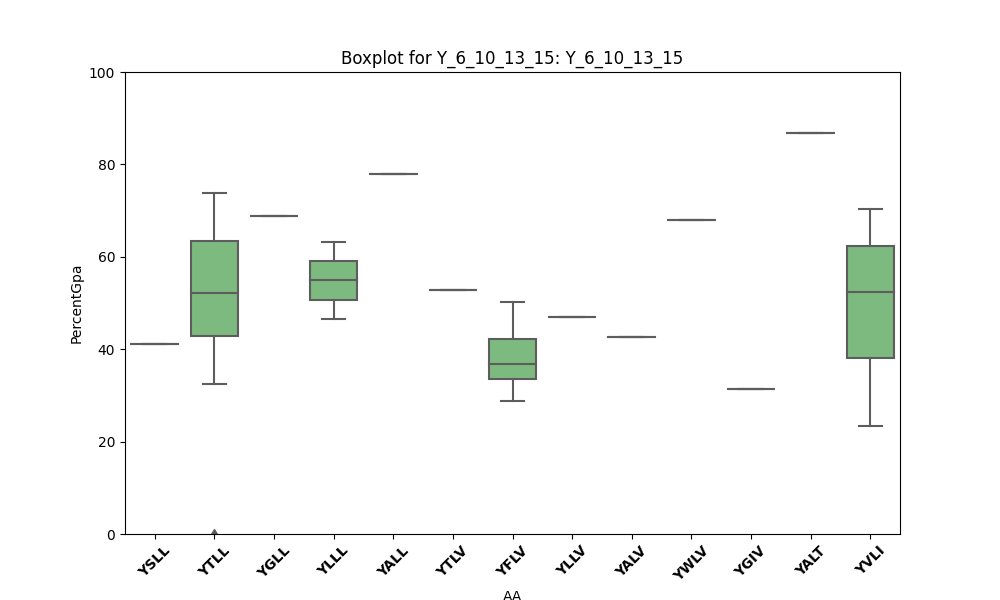 Boxplot for Y_6_10_13_15: Y_6_10_13_15
100
80
60
40
20
0
PercentGpa
YSLL YTLL YGLL YLLL YALL YTLV YFLV YLLV YALV YWLV YGIV YALT YVLI
AA